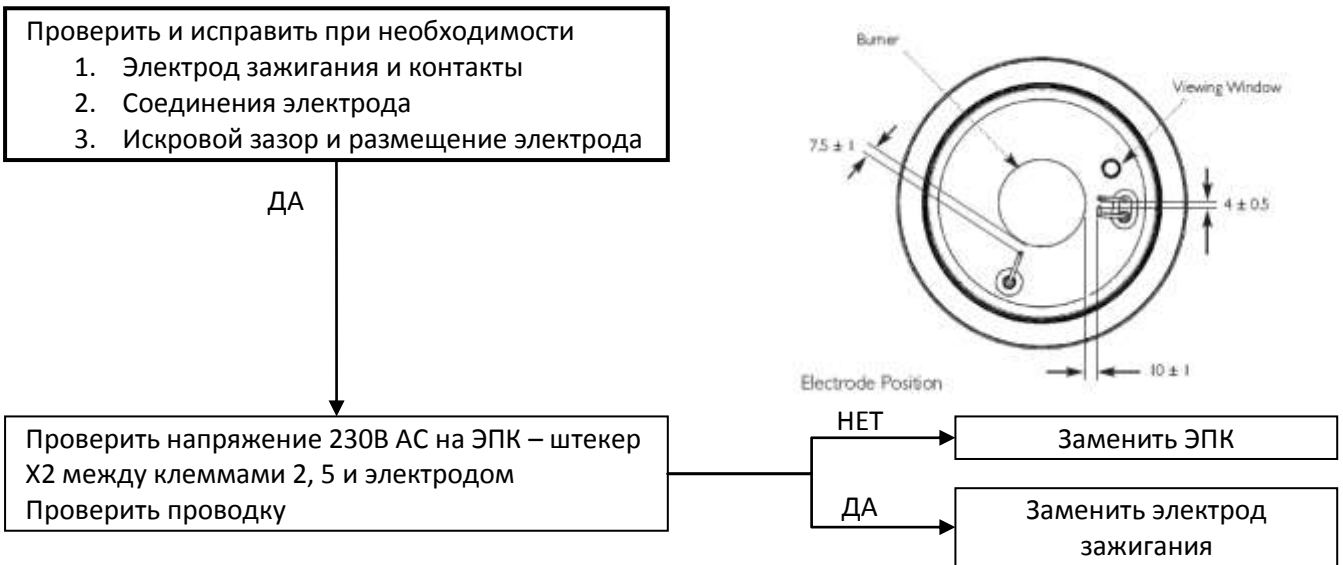 Проверить и исправить при необходимости
1. Электрод зажигания и контакты
2. Соединения электрода
3. Искровой зазор и размещение электрода
ДА
Burner
Viewing Window
7.5 ± 1
4 ± 0.5
10 ± 1
Electrode Position
Проверить напряжение 230В AC на ЭПК – штекер
X2 между клеммами 2, 5 и электродом
Проверить проводку
НЕТ
Заменить ЭПК
ДА
Заменить электрод
зажигания